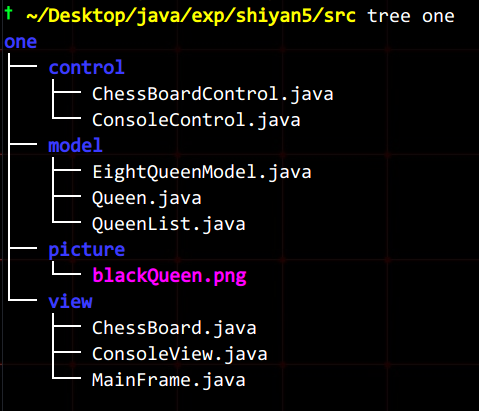 † ~/Desktop/java/exp/shiyan5/src tree one
one
├── control
│   ├── ChessBoardControl.java
│   └── ConsoleControl.java
├── model
│   ├── EightQueenModel.java
│   ├── Queen.java
│   └── QueenList.java
├── picture
│   └── blackQueen.png
└── view
    ├── ChessBoard.java
    ├── ConsoleView.java
    └── MainFrame.java